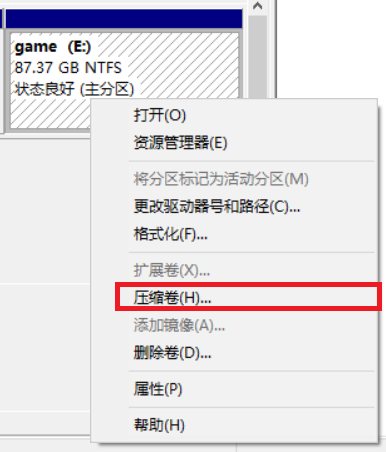 game (E:)
87.37 GB NTFS
状态良好 (主分区)
打开(O)
资源管理器(E)
将分区标记为活动分区(M)
更改驱动器号和路径(C)...
格式化(F)...
扩展卷(X)...
压缩卷(H)...
添加镜像(A)...
删除卷(D)...
属性(P)
帮助(H)